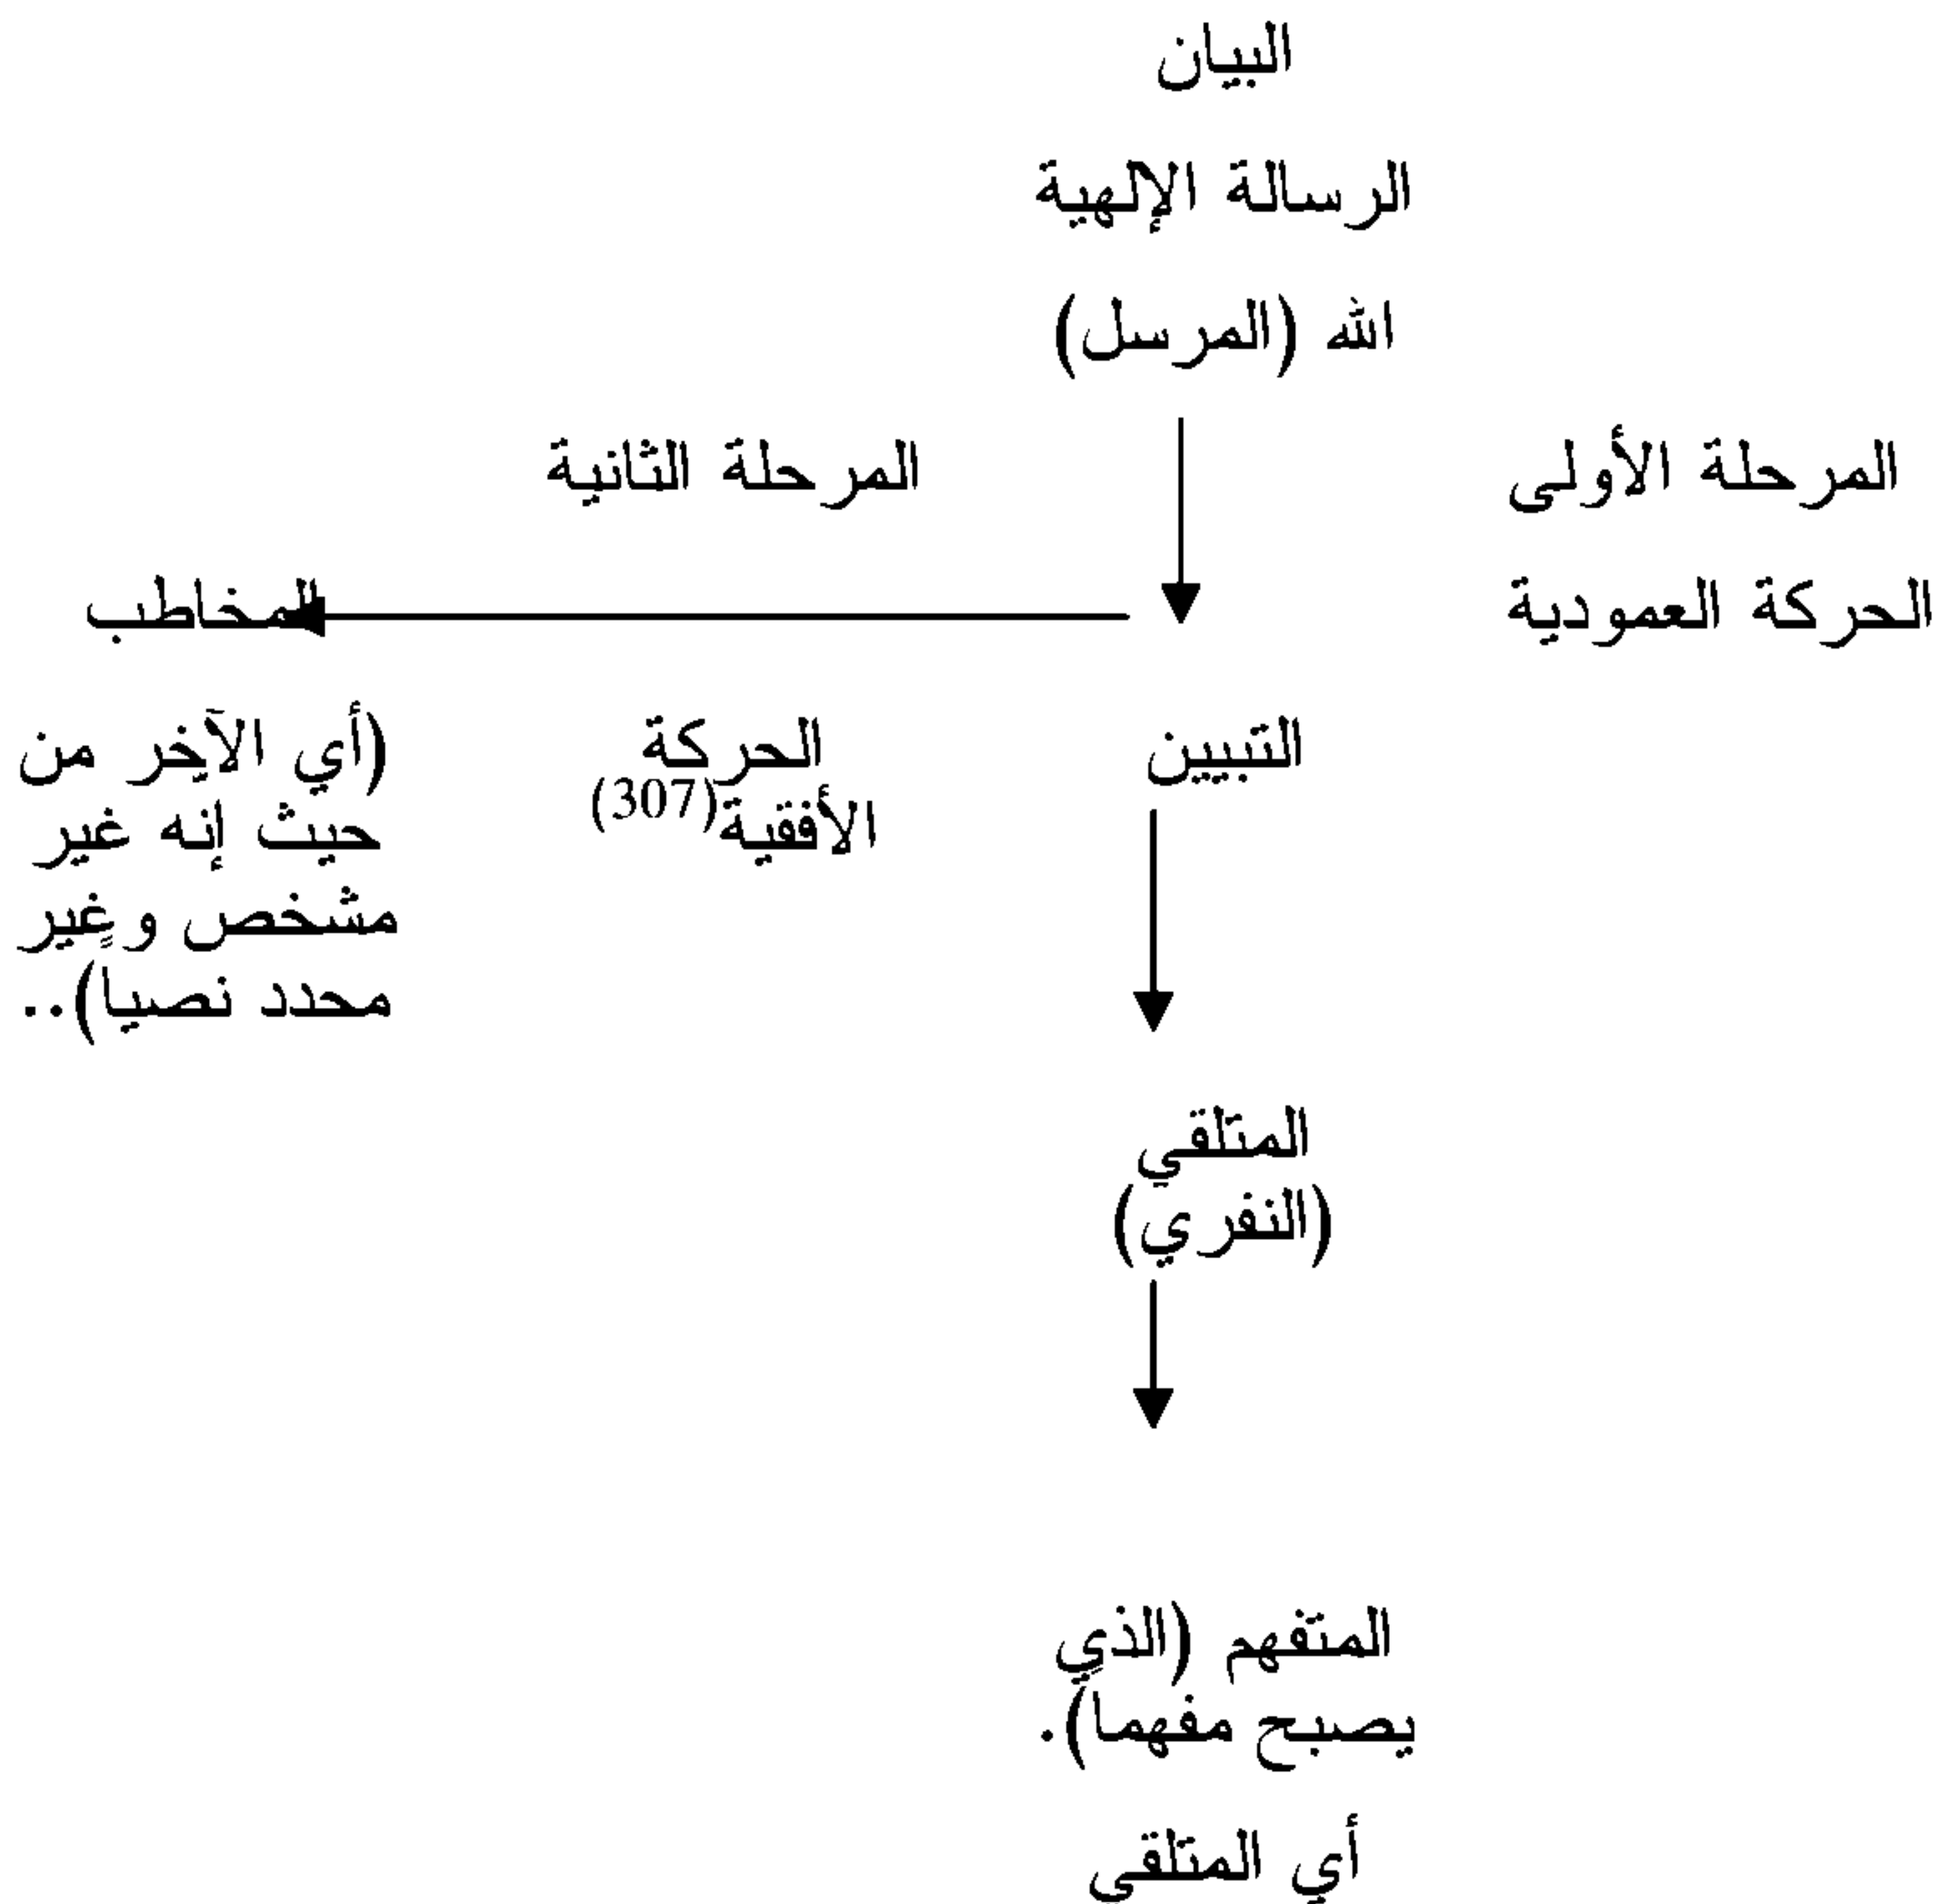 البيان
الرسالة الإلهية
الله (المرسل)
المرحلة الأولى
المرحلة الثانية
الحركة العمودية
المخاطب
التبيين
الحركة
الأفقية(307)
(أي الآخر من
حيث إنه غير
مشخص وغير
محدد نصيا)..
المتلقي
(النفري)
المتفهم (الذي
يصبح مفهما).
أي المتلقي